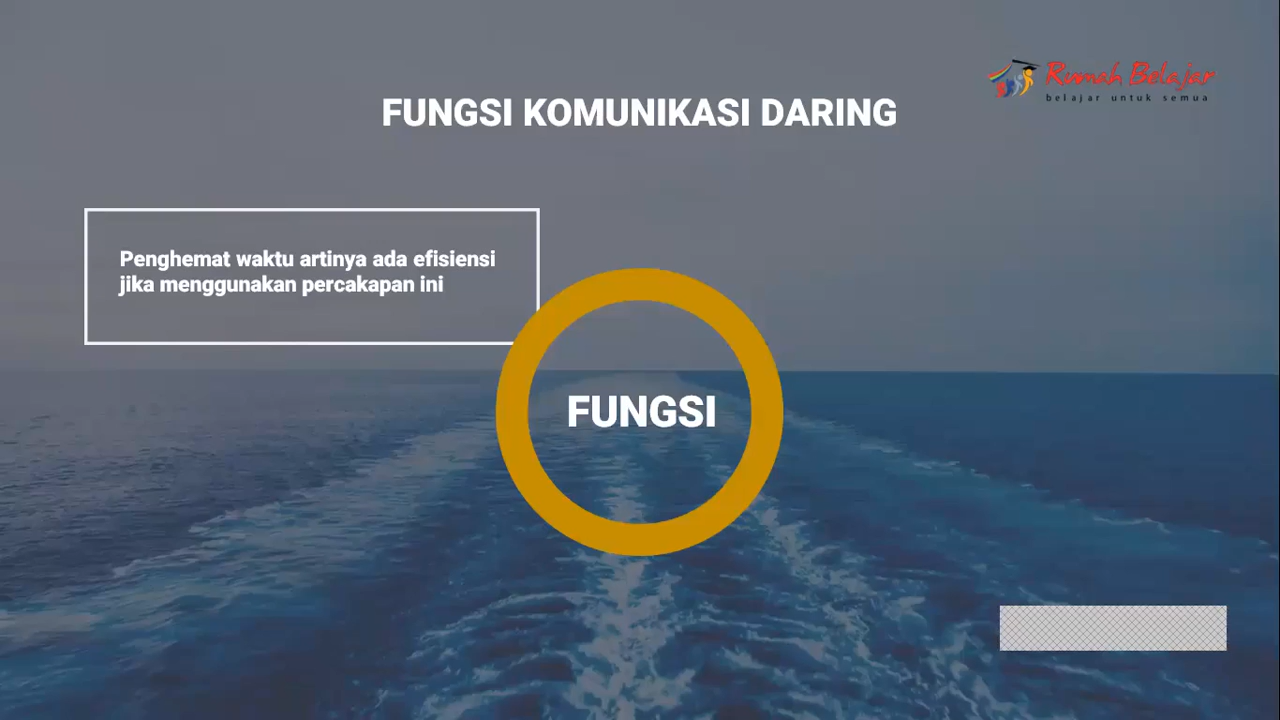 Rumah Belajar
belajar untuk semua
FUNGSI KOMUNIKASI DARING
Penghemat waktu artinya ada efisiensi
jika menggunakan percakapan ini
FUNGSI